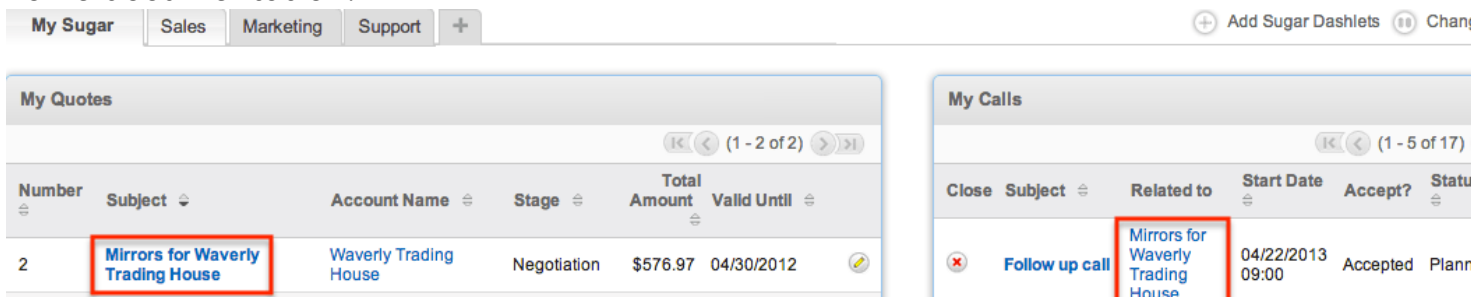 My Sugar Sales Marketing Support +
Add Sugar Dashlets
My Quotes
(1 - 2 of 2)
Number Subject Account Name Stage Total Amount Valid Until
2 Mirrors for Waverly Trading House Waverly Trading House Negotiation $576.97 04/30/2012
My Calls
(1 - 5 of 17)
Close Subject Related to Start Date Accept?
Follow up call Mirrors for Waverly Trading House 04/22/2013 09:00 Accepted